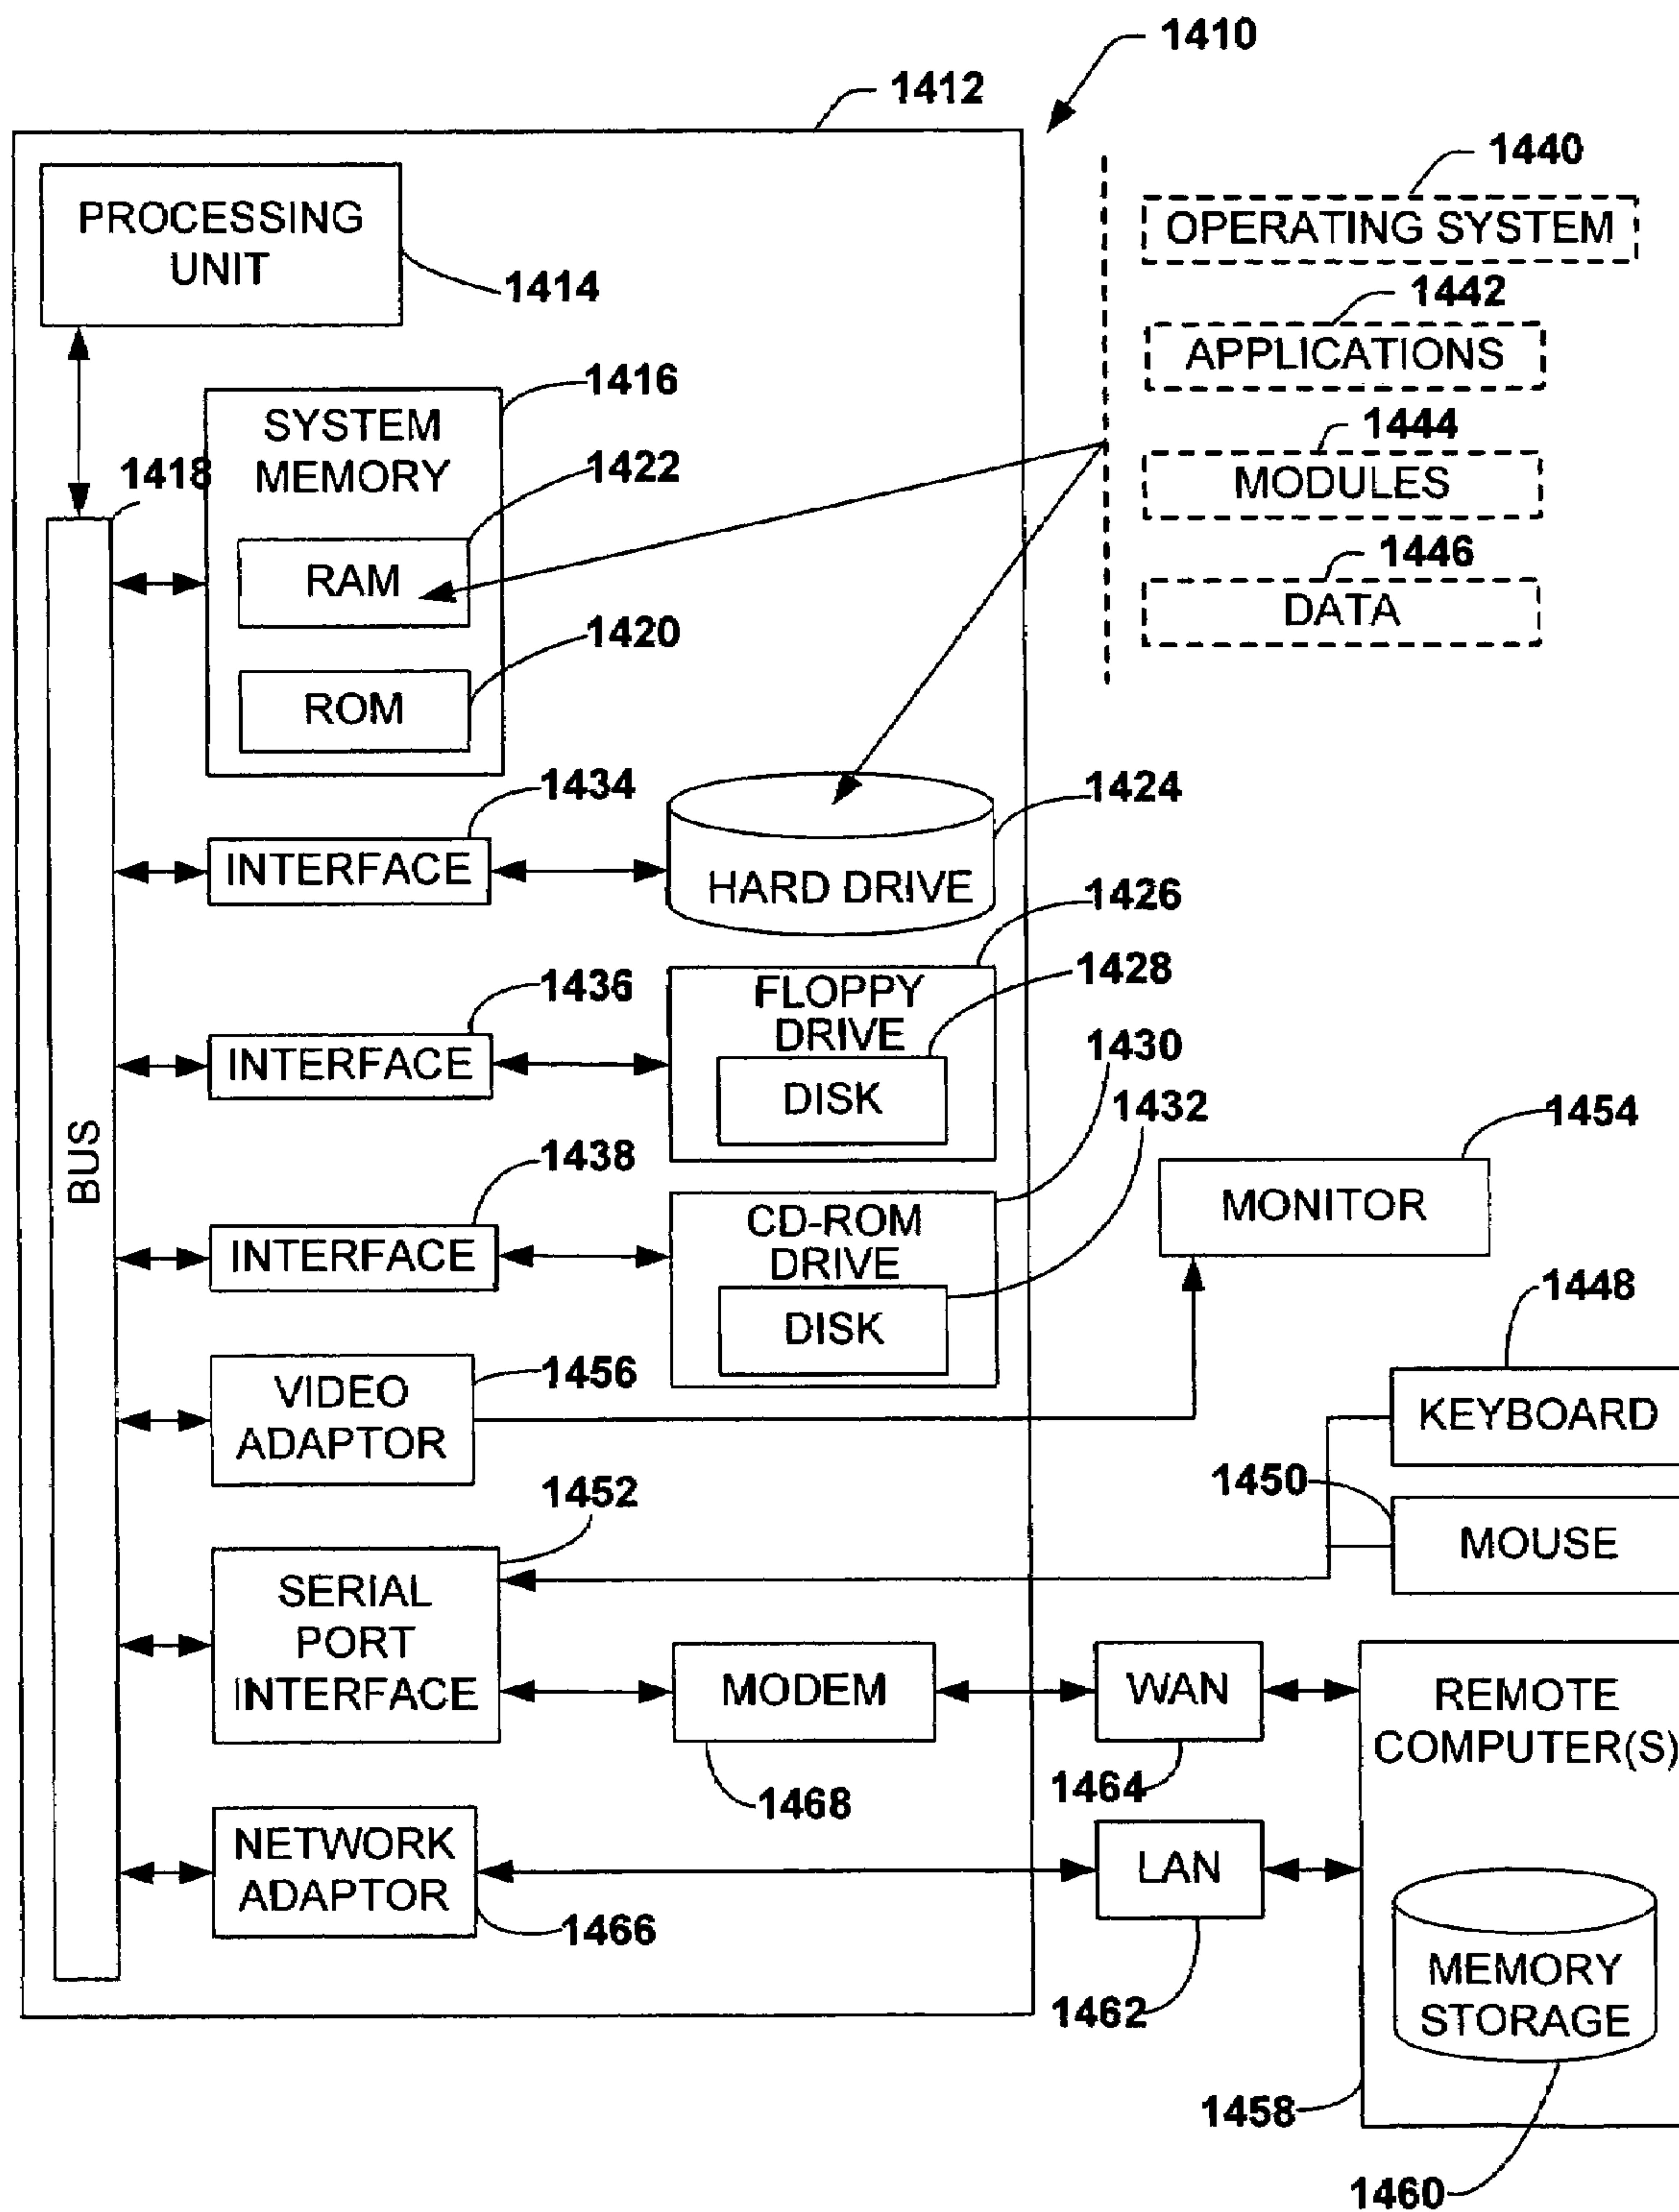 1410
1412
1440
PROCESSING
UNIT
1414
OPERATING SYSTEM
1442
APPLICATIONS
1416
SYSTEM
MEMORY
1444
MODULES
1418
1422
RAM
1446
DATA
1420
ROM
1434
INTERFACE
1424
HARD DRIVE
1426
1436
INTERFACE
FLOPPY
DRIVE
1428
DISK
1430
1432
BUS
1438
INTERFACE
CD-ROM
DRIVE
DISK
1454
MONITOR
1448
KEYBOARD
1456
VIDEO
ADAPTOR
1450
MOUSE
1452
SERIAL
PORT
INTERFACE
MODEM
1468
WAN
1464
REMOTE
COMPUTER(S)
NETWORK
ADAPTOR
1466
LAN
1462
MEMORY
STORAGE
1458
1460